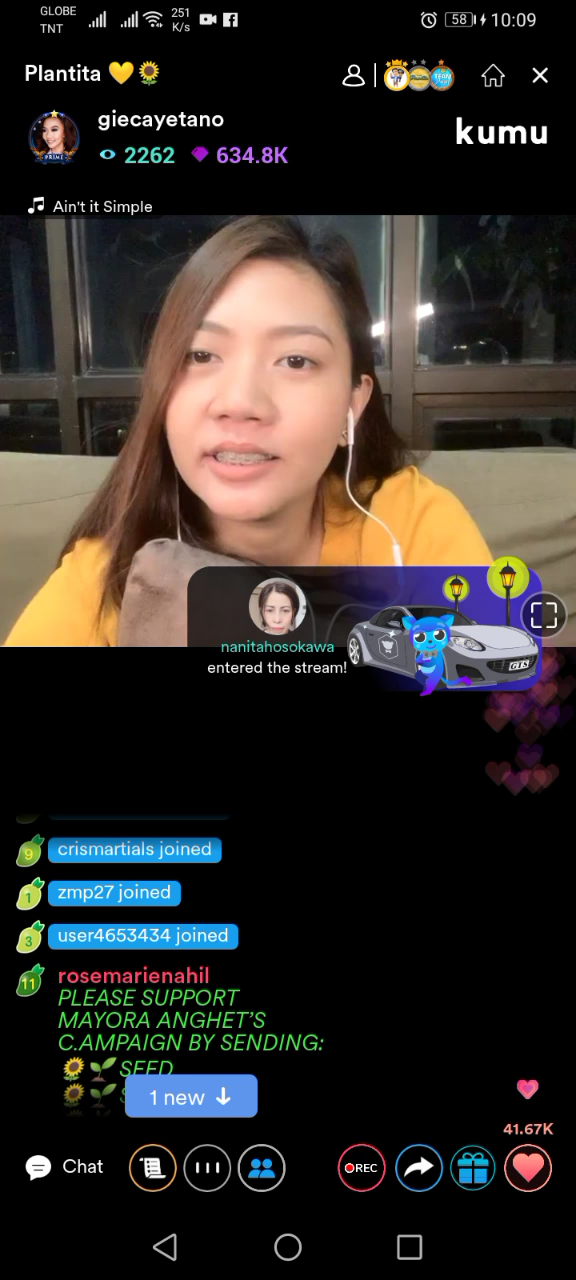 GLOBE
TNT
251
K/s
58
10:09
Plantita 💛🌻
giecayetano
PRIME
2262
634.8K
kumu
Ain't it Simple
nanitahosokawa
entered the stream!
GTS
9 crismartials joined
1 zmp27 joined
3 user4653434 joined
11 rosemarienahil
PLEASE SUPPORT
MAYORA ANGHET'S
C.AMPAIGN BY SENDING:
🌻🌱 SEED
1 new ↓
41.67K
Chat
REC